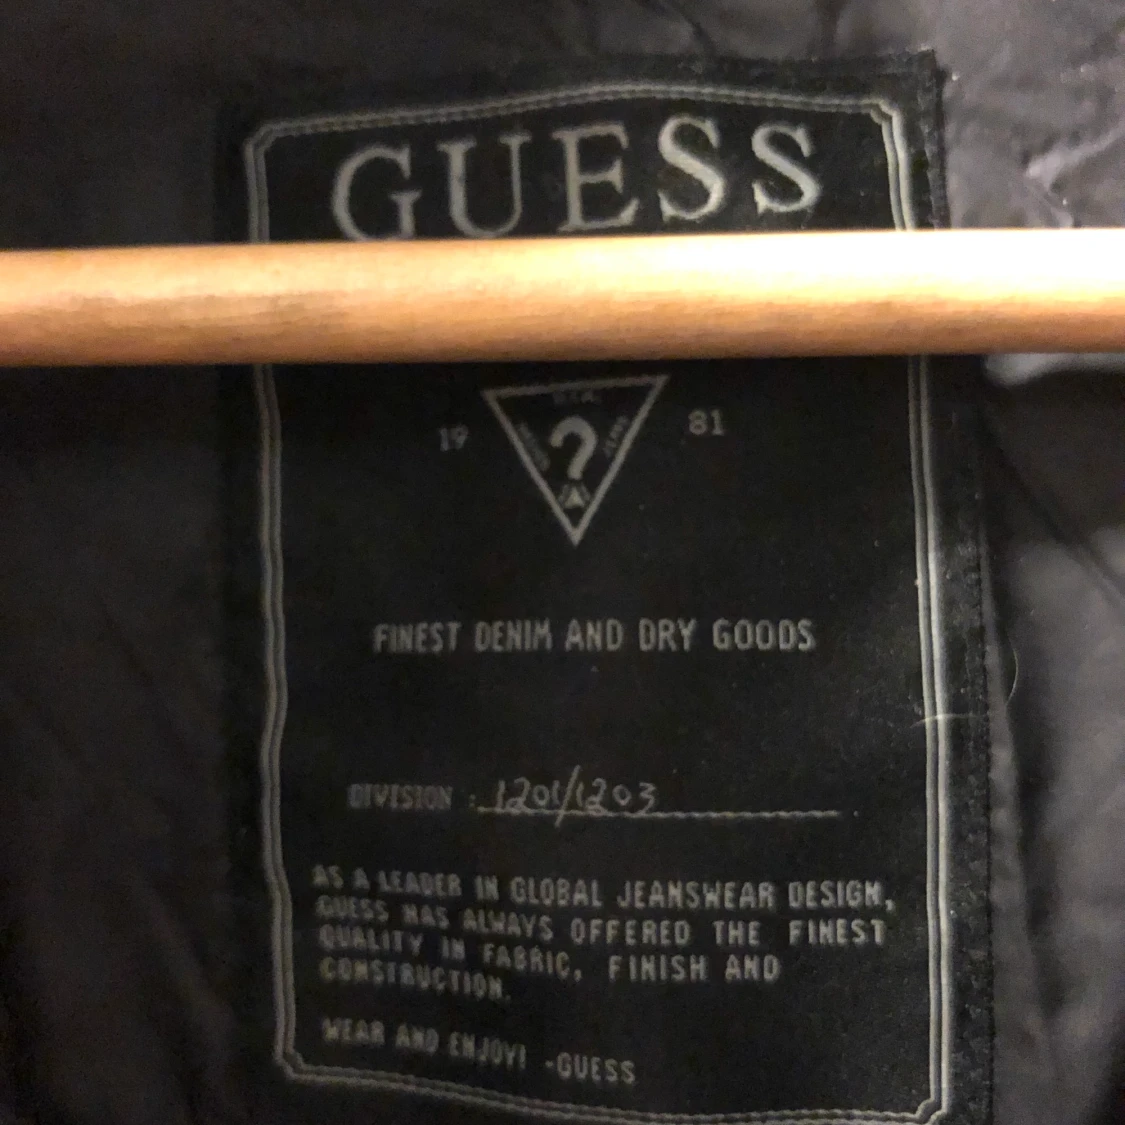 GUESS
19 ? 81
FINEST DENIM AND DRY GOODS
DIVISION : 1201/1203
AS A LEADER IN GLOBAL JEANSWEAR DESIGN,
GUESS HAS ALWAYS OFFERED THE FINEST
QUALITY IN FABRIC, FINISH AND
CONSTRUCTION.
WEAR AND ENJOY! -GUESS